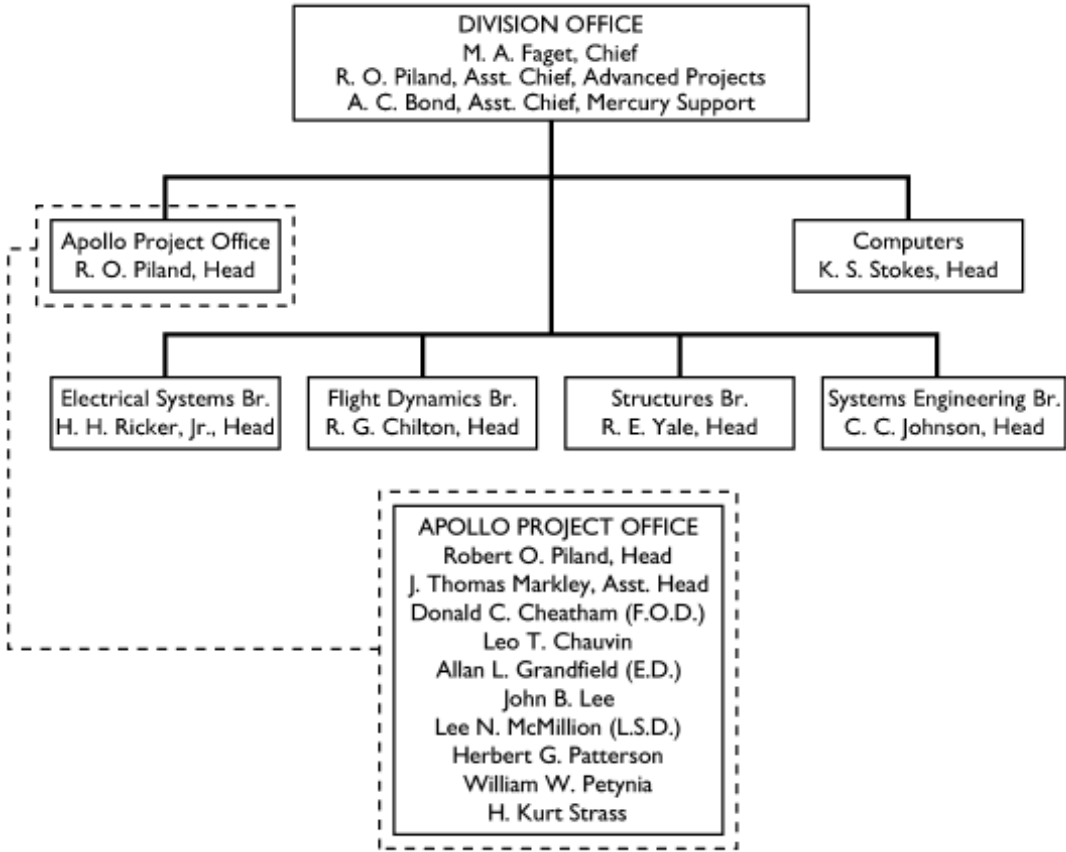 DIVISION OFFICE
M. A. Faget, Chief
R. O. Piland, Asst. Chief, Advanced Projects
A. C. Bond, Asst. Chief, Mercury Support
Apollo Project Office
R. O. Piland, Head
Computers
K. S. Stokes, Head
Electrical Systems Br.
H. H. Ricker, Jr., Head
Flight Dynamics Br.
R. G. Chilton, Head
Structures Br.
R. E. Yale, Head
Systems Engineering Br.
C. C. Johnson, Head
APOLLO PROJECT OFFICE
Robert O. Piland, Head
J. Thomas Markley, Asst. Head
Donald C. Cheatham (F.O.D.)
Leo T. Chauvin
Allan L. Grandfield (E.D.)
John B. Lee
Lee N. McMillion (L.S.D.)
Herbert G. Patterson
William W. Petynia
H. Kurt Strass